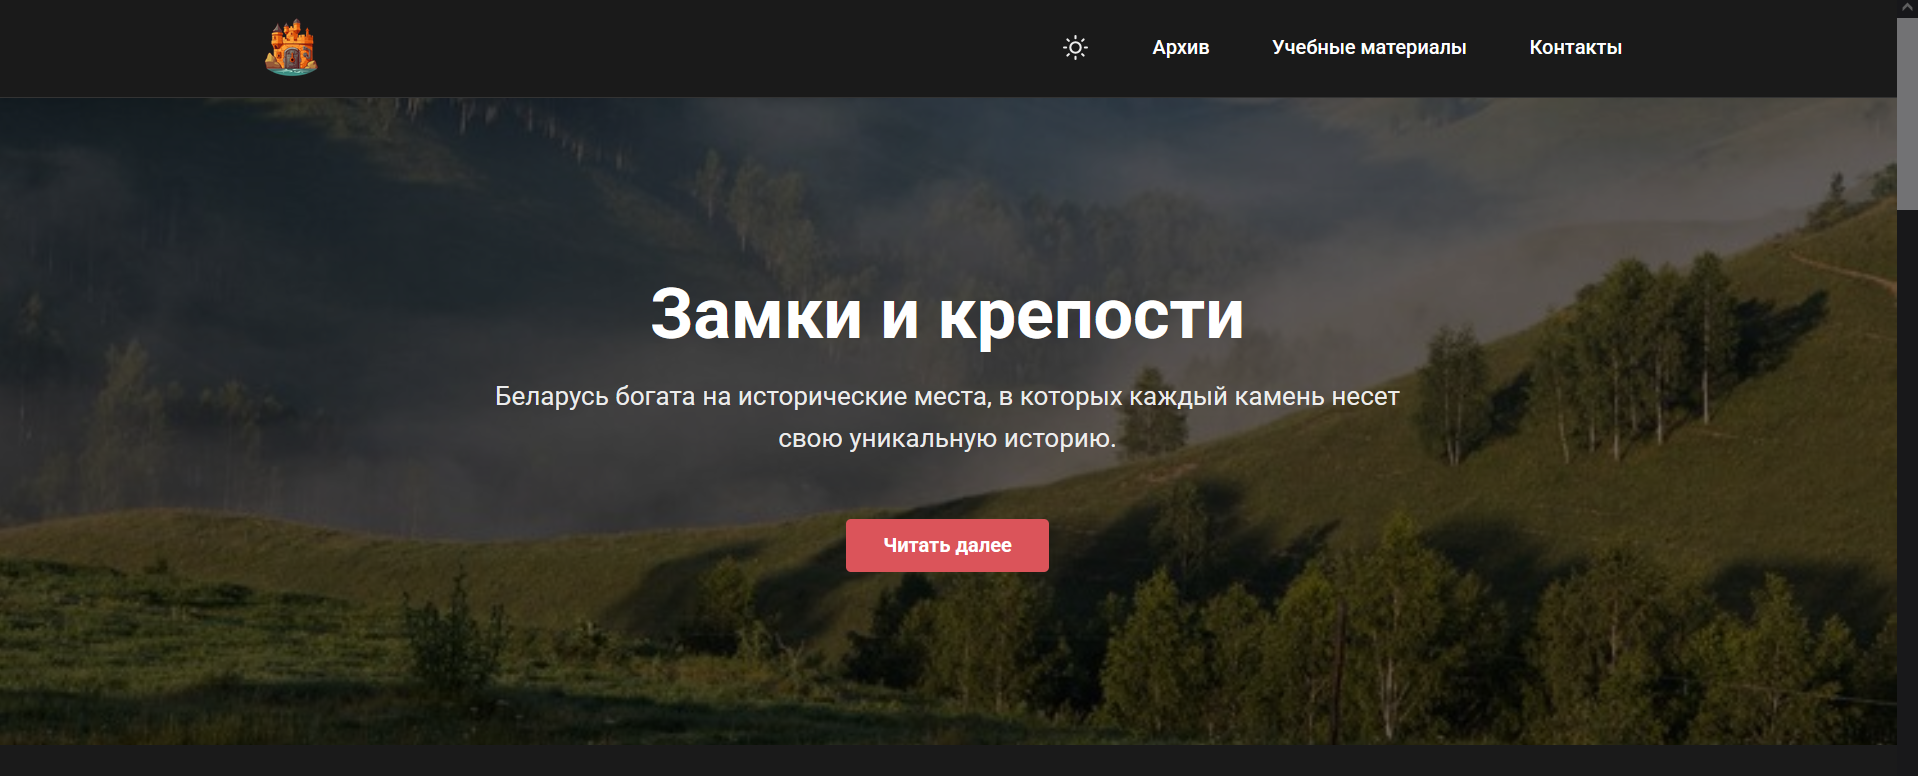 Архив
Учебные материалы
Контакты
Замки и крепости
Беларусь богата на исторические места, в которых каждый камень несет
свою уникальную историю.
Читать далее